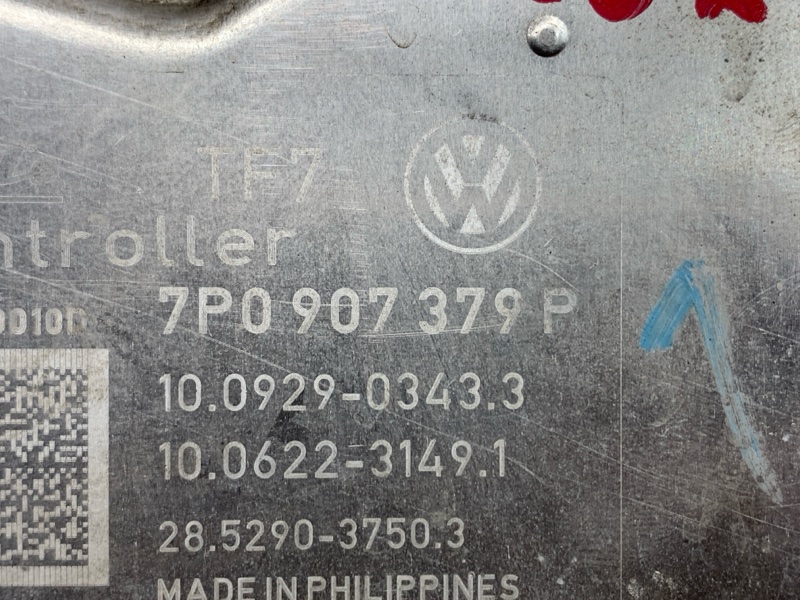 TF7
ntroller
7P0 907 379 P
10.0929-0343.3
10.0622-3149.1
28.5290-3750.3
MADE IN PHILIPPINES